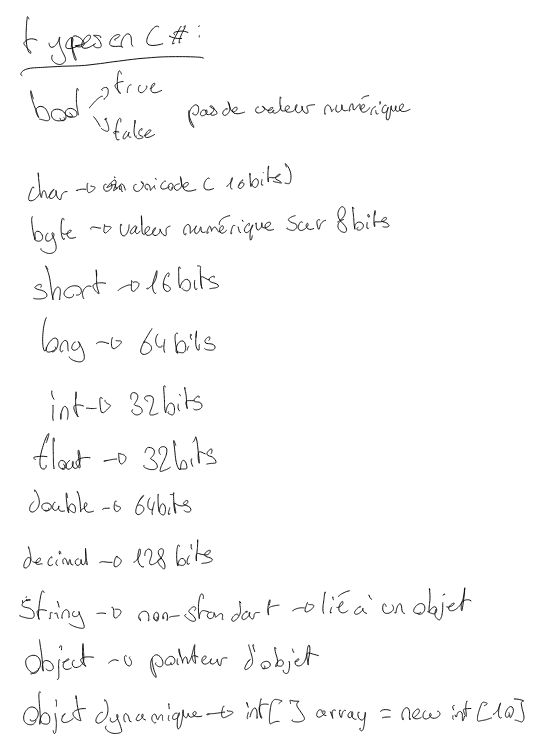 types en C# :
bool → true
↘ false pas de valeur numérique
char → unicode ( 16 bits)
byte → valeur numérique sur 8 bits
short → 16 bits
long → 64 bits
int → 32 bits
float → 32 bits
double → 64 bits
decimal → 128 bits
String → non-standart → lié à un objet
object → pointeur d'objet
objet dynamique → int[ ] array = new int [10]